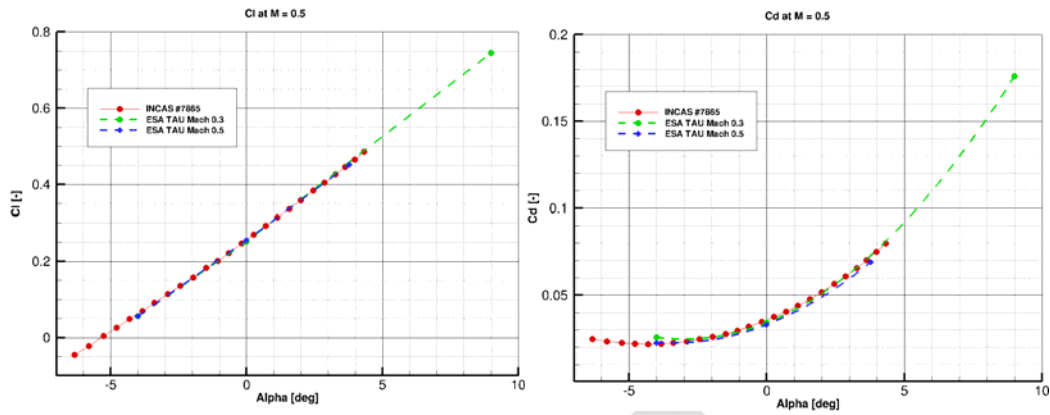 Cl at M = 0.5
0.8
0.6
0.4
0.2
0
Cl [-]
INCAS #7865
ESA TAU Mach 0.3
ESA TAU Mach 0.5
-5
0
5
10
Alpha [deg]
Cd at M = 0.5
0.2
0.15
0.1
0.05
Cd [-]
INCAS #7865
ESA TAU Mach 0.3
ESA TAU Mach 0.5
-5
0
5
10
Alpha [deg]